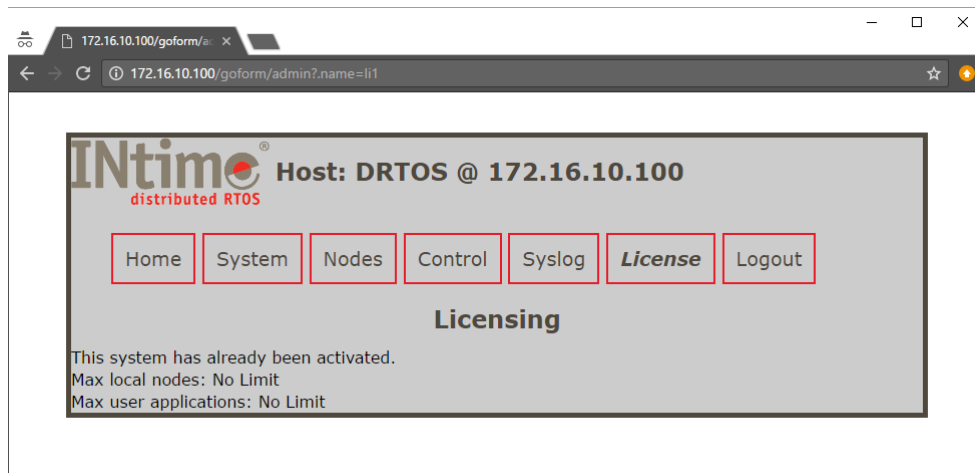 172.16.10.100/goform/ac
172.16.10.100/goform/admin?.name=li1
INtime® Host: DRTOS @ 172.16.10.100
distributed RTOS
Home System Nodes Control Syslog License Logout
Licensing
This system has already been activated.
Max local nodes: No Limit
Max user applications: No Limit